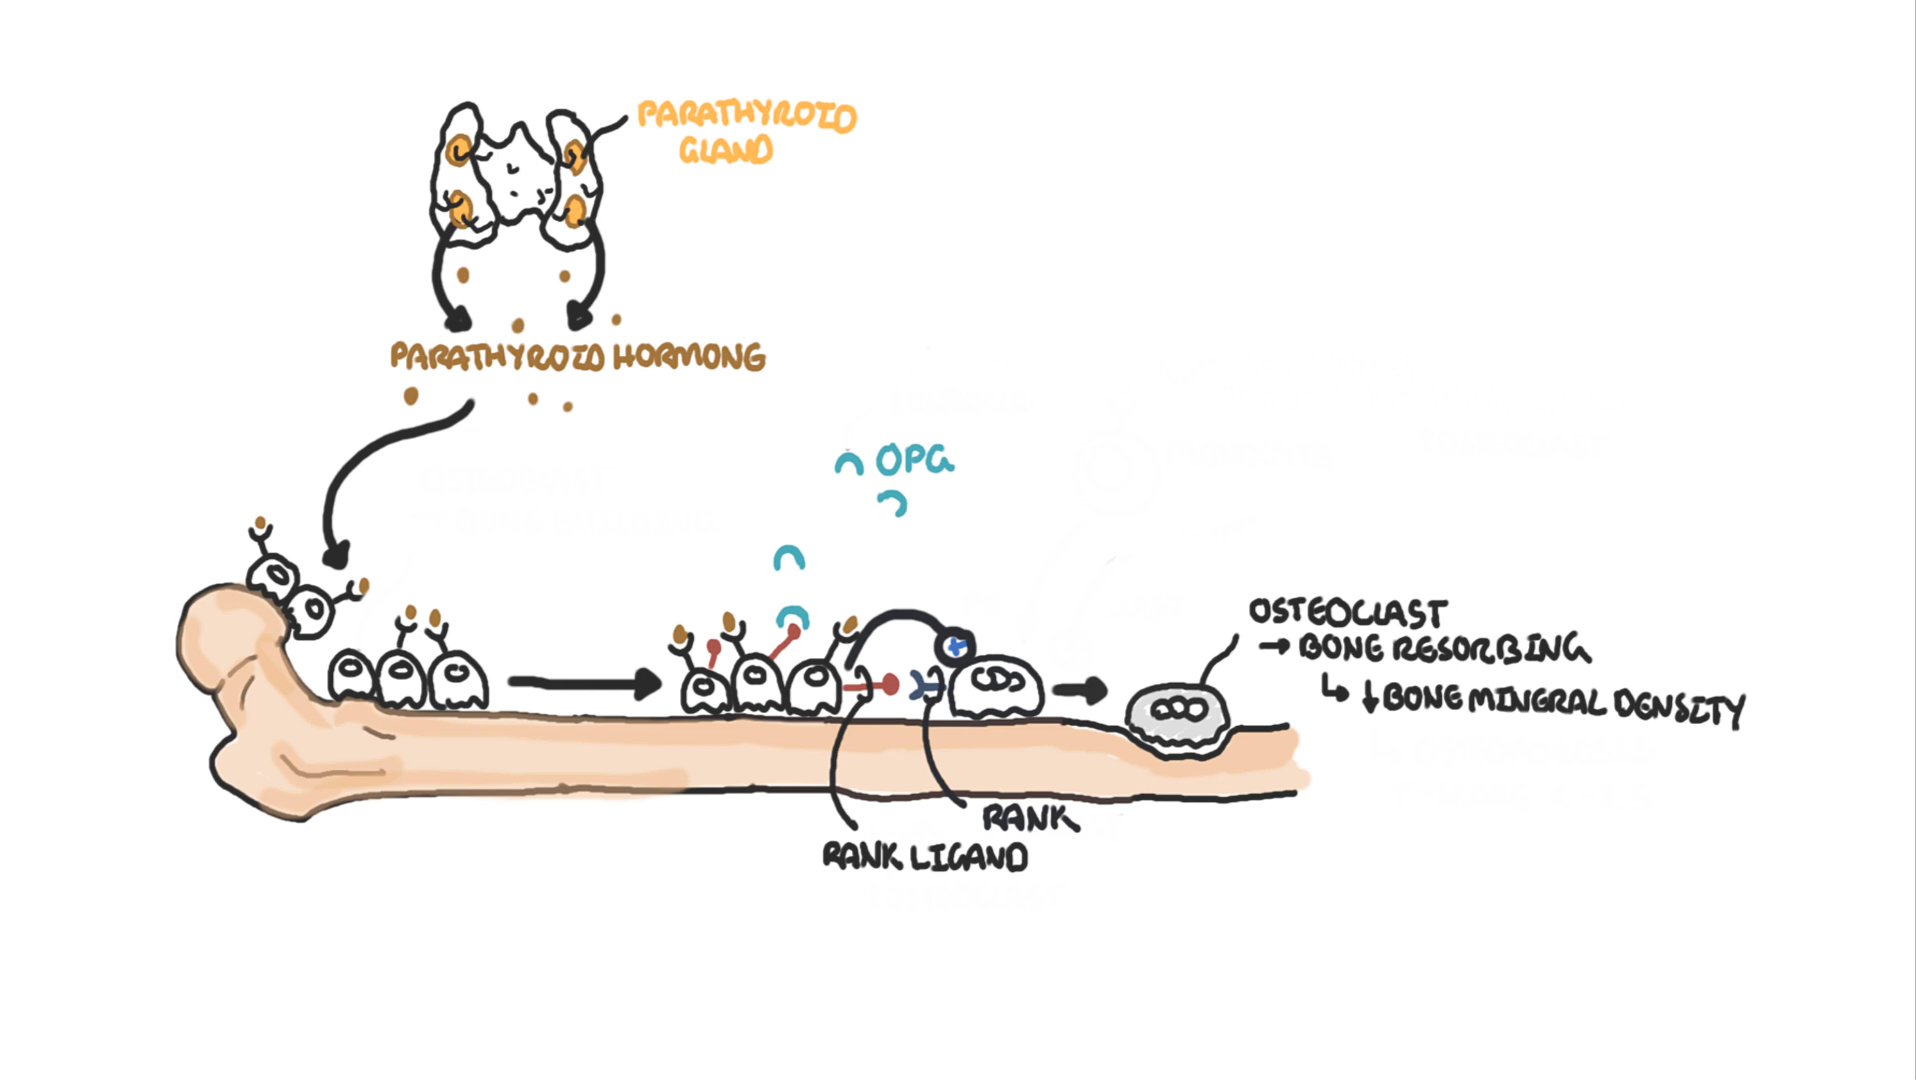 PARATHYROID
GLAND
PARATHYROID HORMONE
OPG
OSTEOCLAST
→ BONE RESORBING
↳ ↓ BONE MINERAL DENSITY
RANK
RANK LIGAND